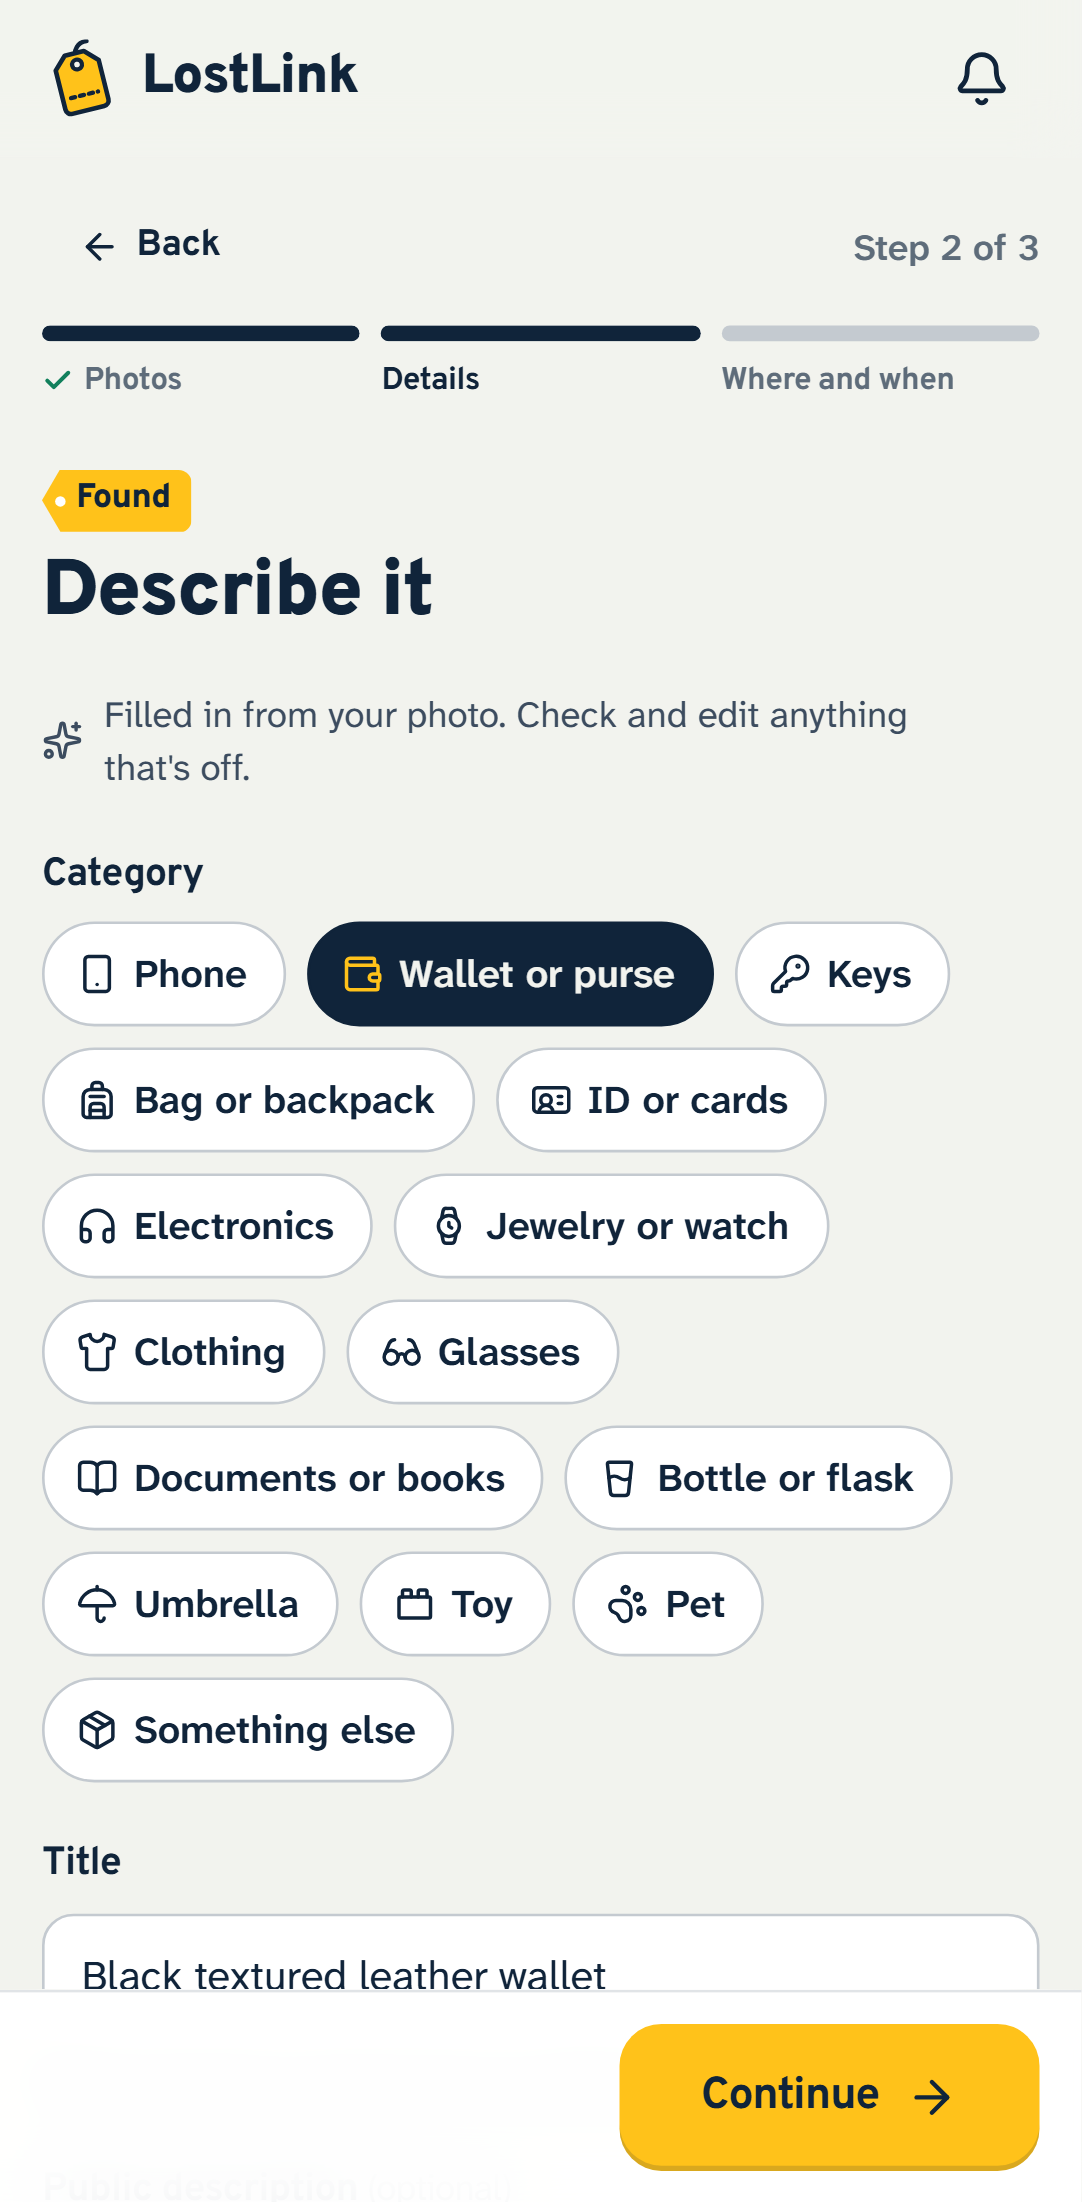 LostLink
Back
Step 2 of 3
Photos
Details
Where and when
Found
Describe it
Filled in from your photo. Check and edit anything
that's off.
Category
Phone
Wallet or purse
Keys
Bag or backpack
ID or cards
Electronics
Jewelry or watch
Clothing
Glasses
Documents or books
Bottle or flask
Umbrella
Toy
Pet
Something else
Title
Black textured leather wallet
Continue
Public description (optional)